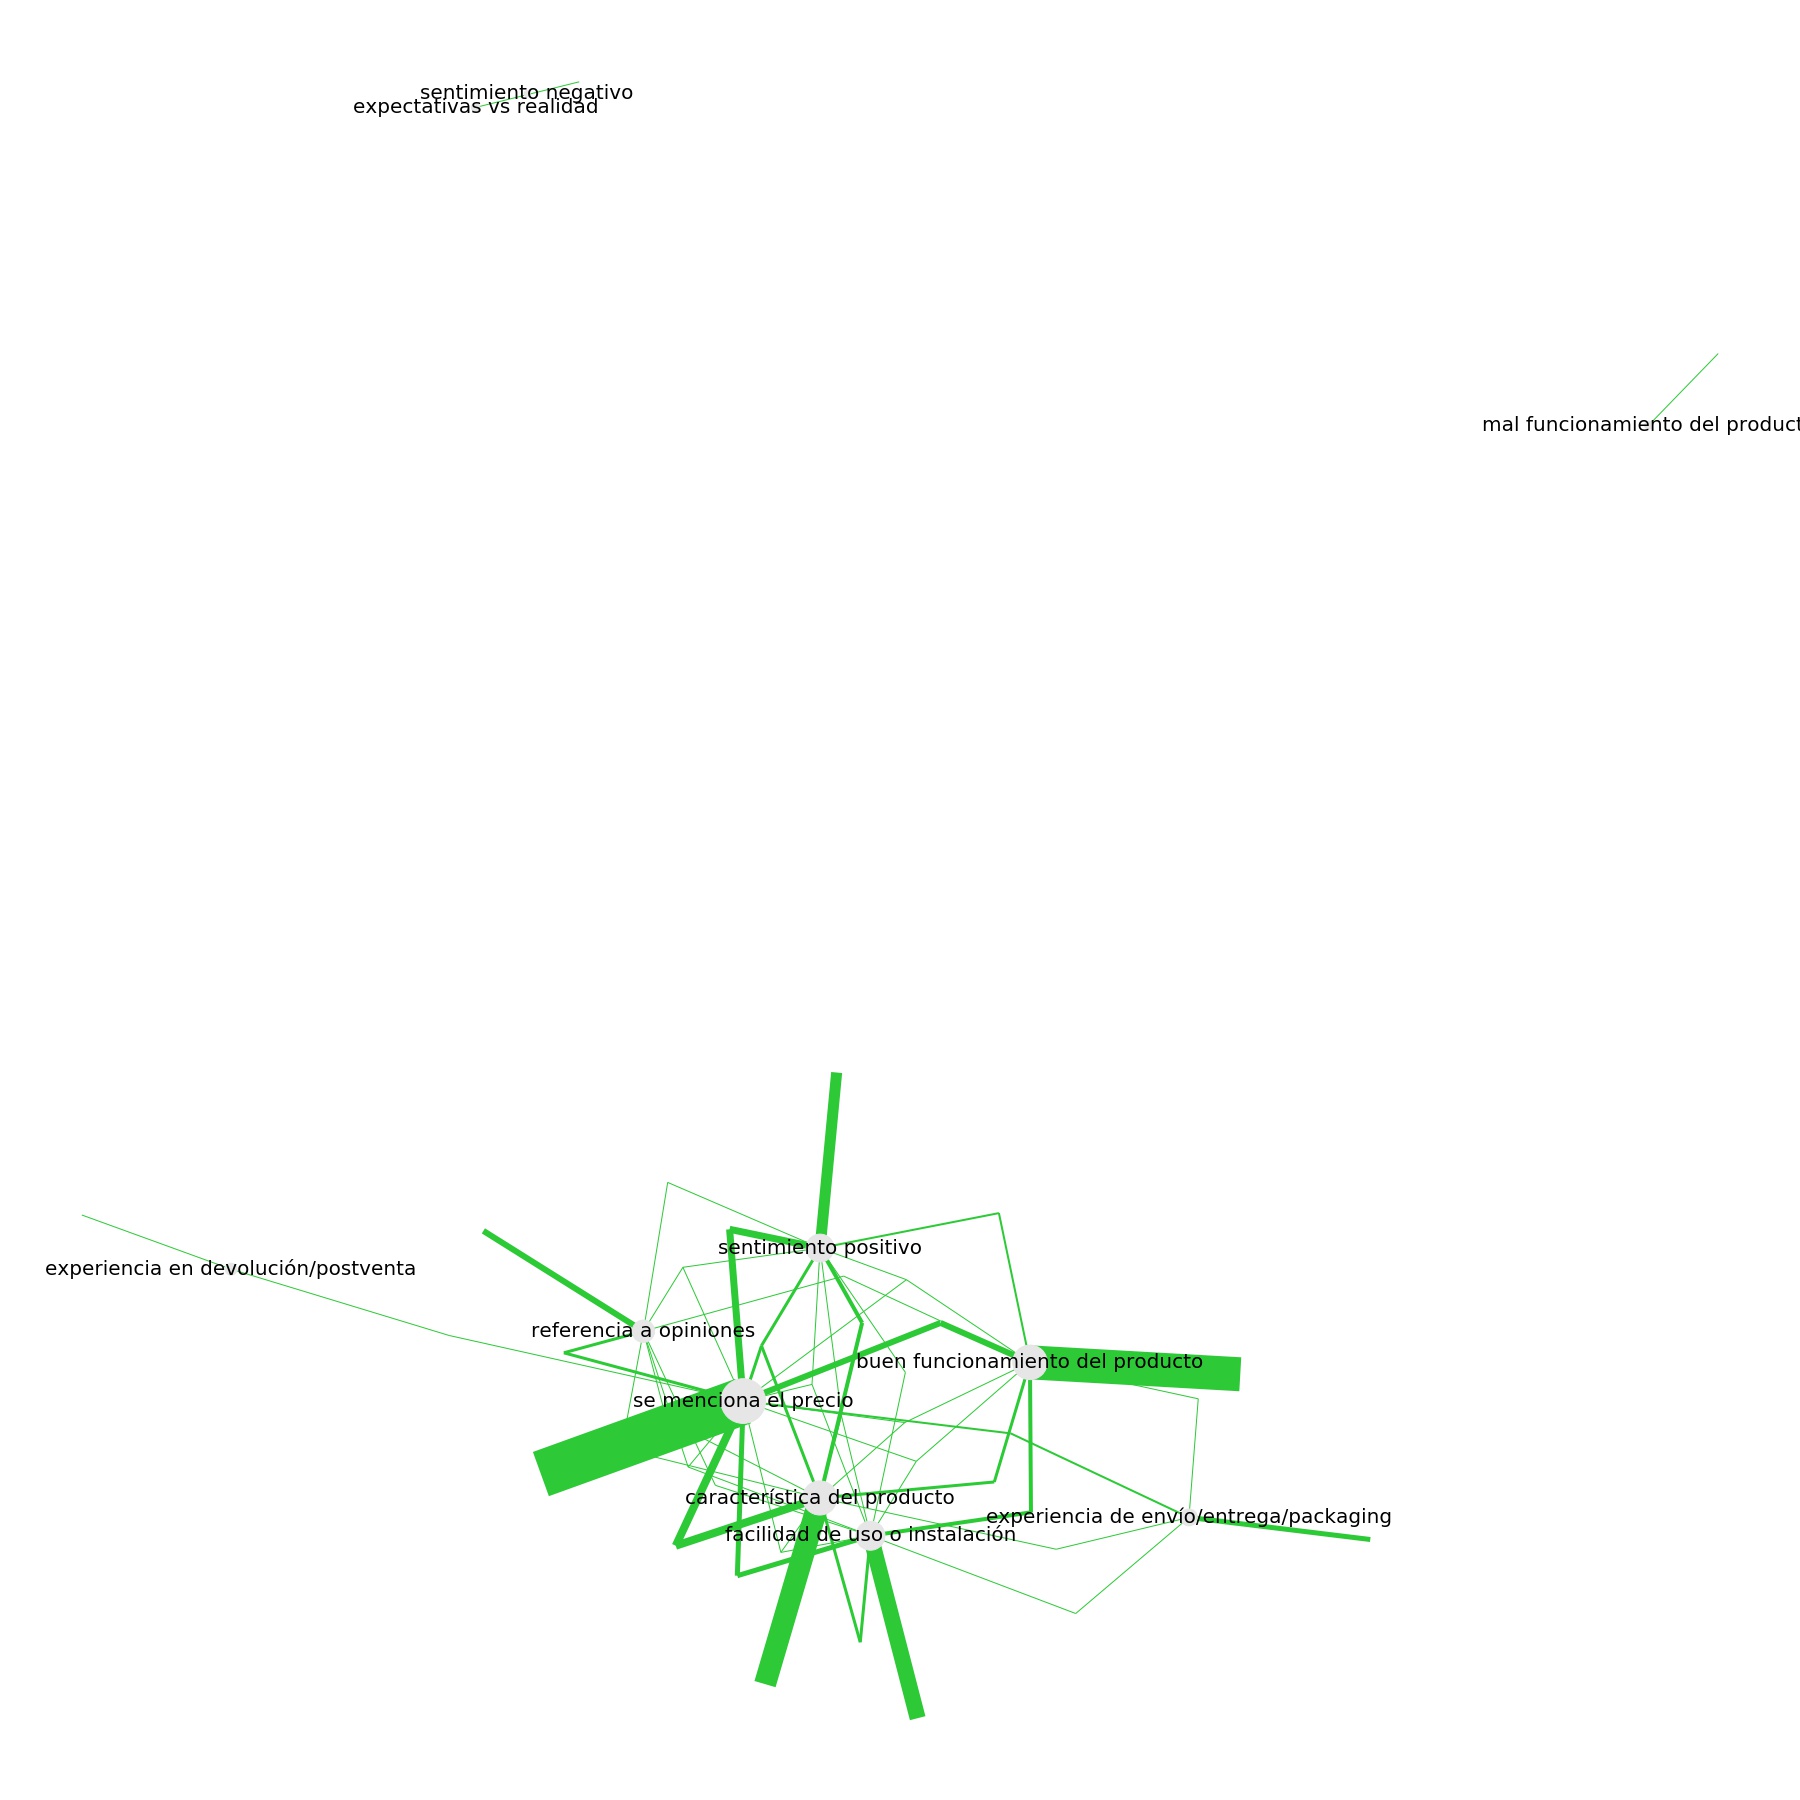 sentimiento negativo
expectativas vs realidad
mal funcionamiento del product
sentimiento positivo
experiencia en devolución/postventa
referencia a opiniones
buen funcionamiento del producto
se menciona el precio
característica del producto
experiencia de envío/entrega/packaging
facilidad de uso o instalación